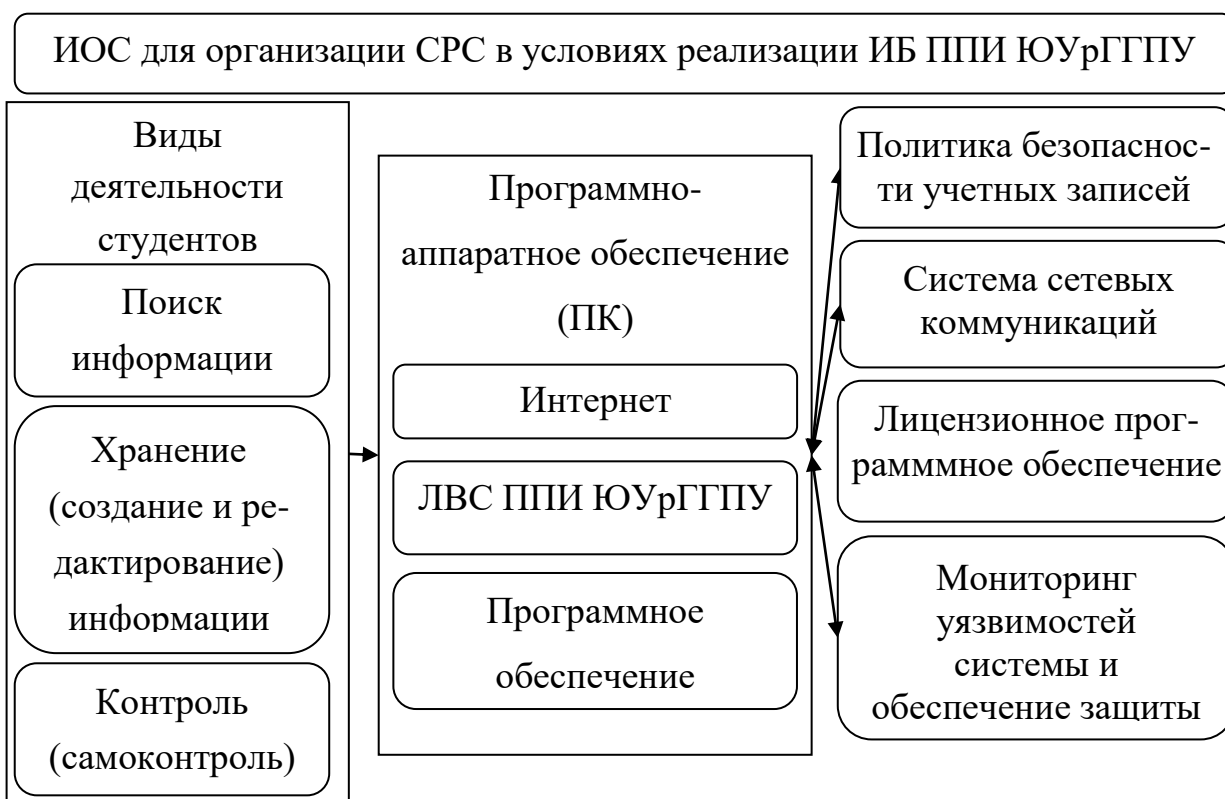 ИОС для организации СРС в условиях реализации ИБ ППИ ЮУрГГПУ
Виды
деятельности
студентов
Поиск
информации
Хранение
(создание и ре-
дактирование)
информации
Контроль
(самоконтроль)
Программно-
аппаратное обеспечение
(ПК)
Интернет
ЛВС ППИ ЮУрГГПУ
Программное
обеспечение
Политика безопаснос-
ти учетных записей
Система сетевых
коммуникаций
Лицензионное прог-
рамммное обеспечение
Мониторинг
уязвимостей
системы и
обеспечение защиты